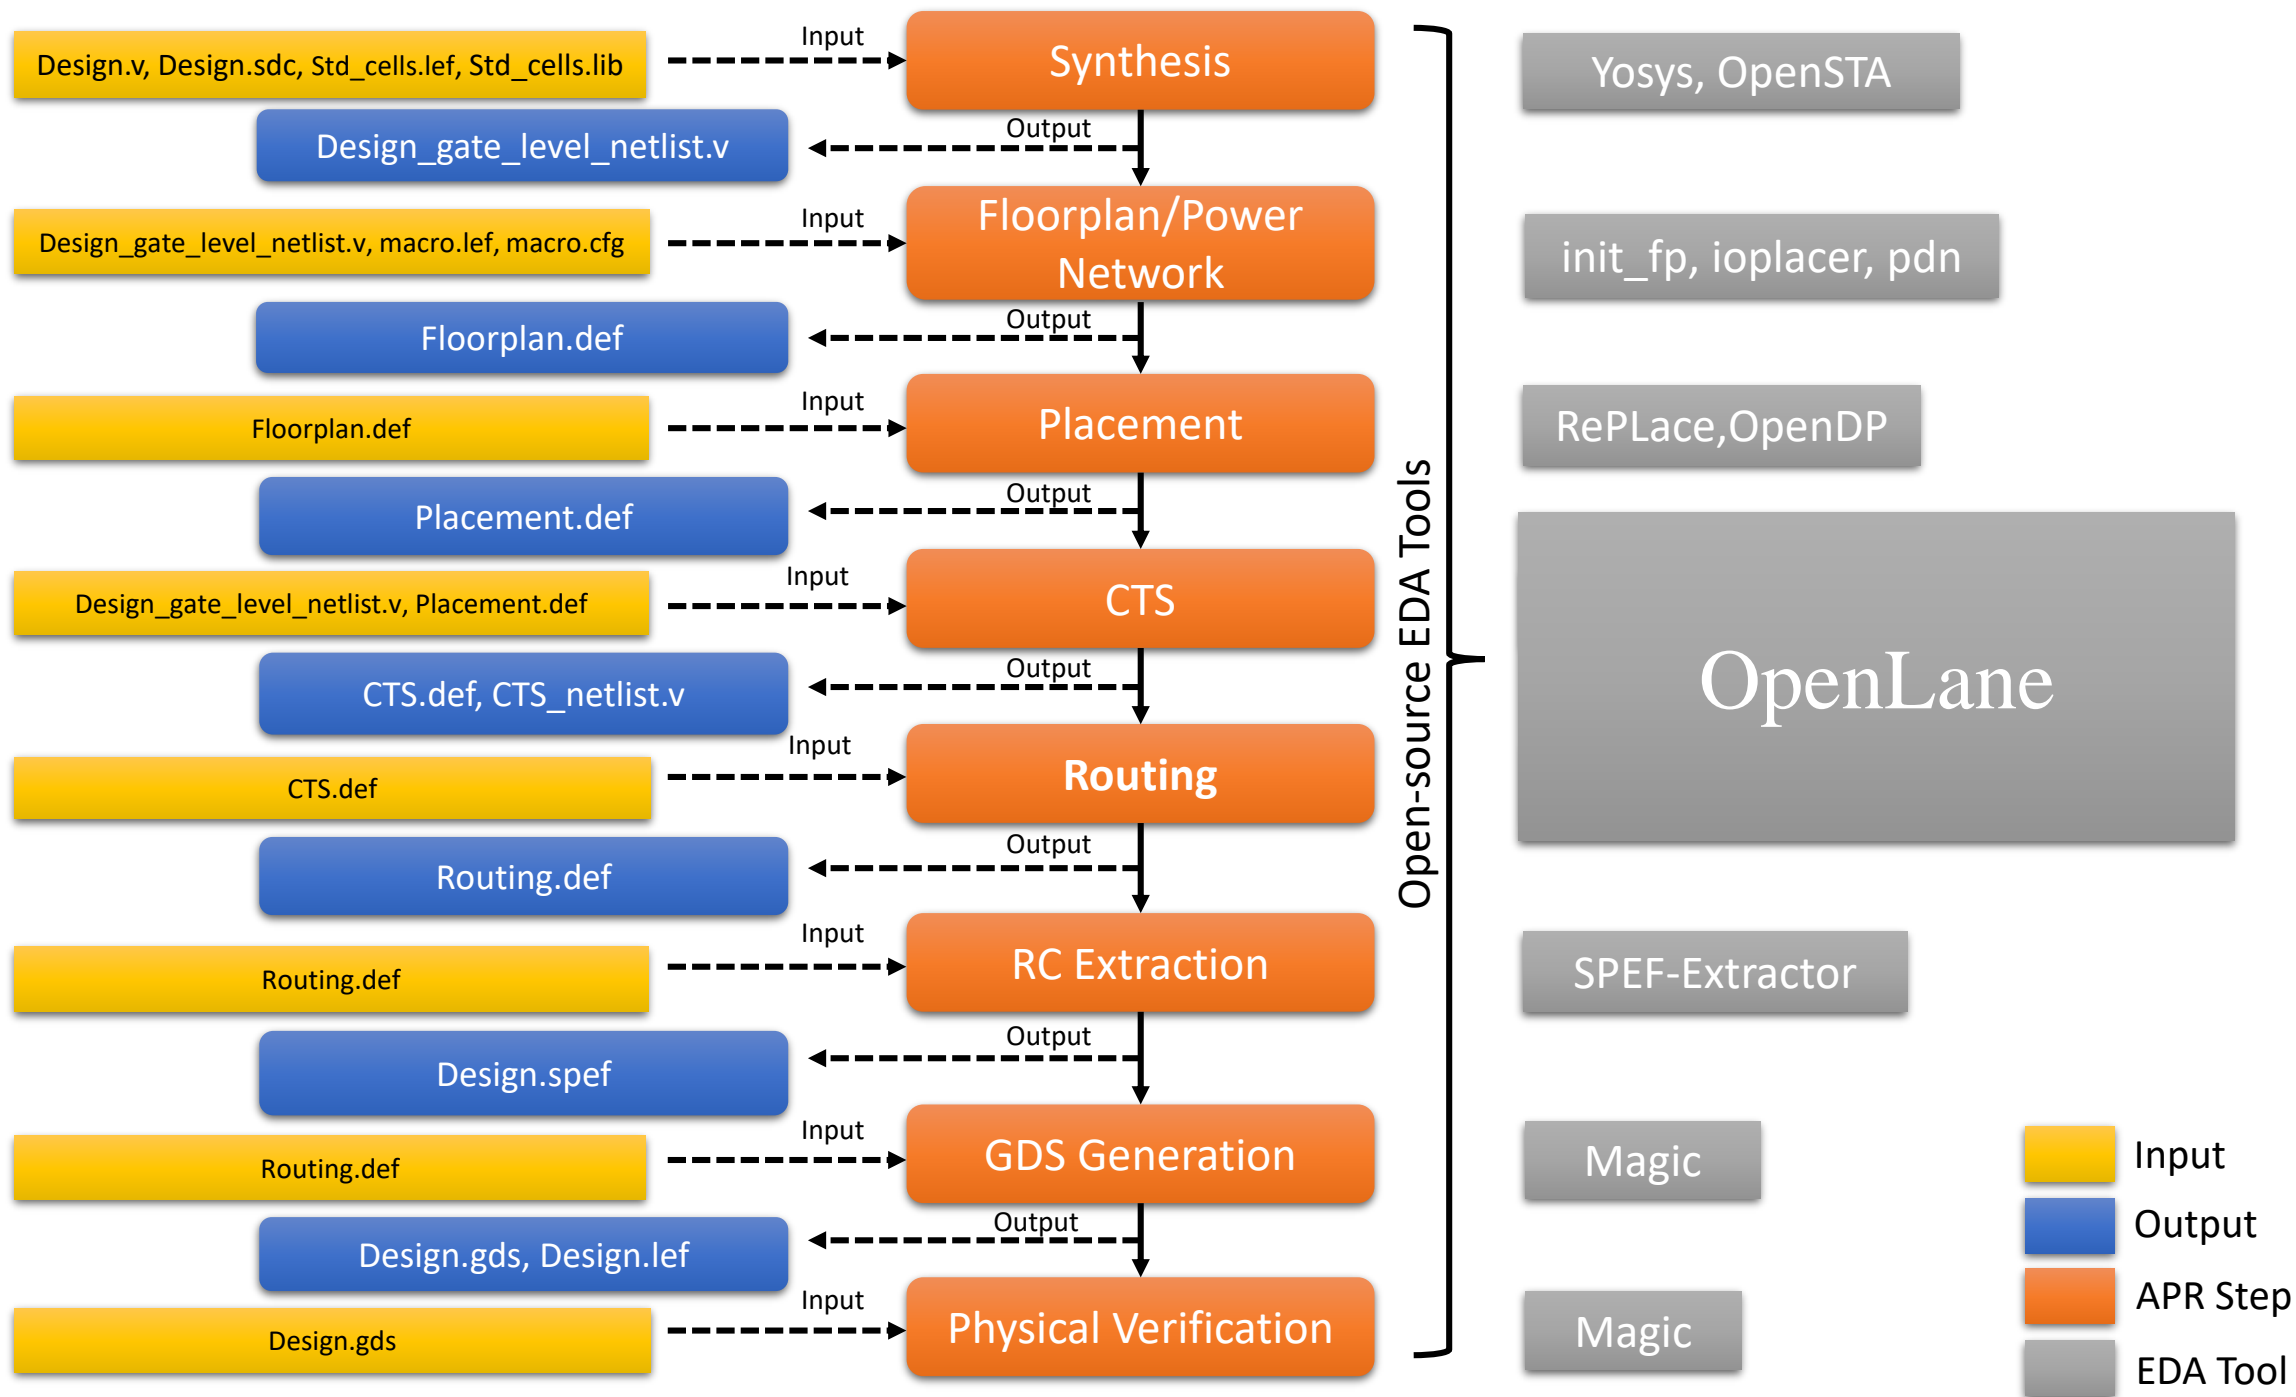 Design.v, Design.sdc, Std_cells.lef, Std_cells.lib
Input
Synthesis
Yosys, OpenSTA
Design_gate_level_netlist.v
Output
Design_gate_level_netlist.v, macro.lef, macro.cfg
Input
Floorplan/Power
Network
init_fp, ioplacer, pdn
Floorplan.def
Output
Floorplan.def
Input
Placement
RePLace,OpenDP
Placement.def
Output
Design_gate_level_netlist.v, Placement.def
Input
CTS
Open-source EDA Tools
OpenLane
CTS.def, CTS_netlist.v
Output
CTS.def
Input
Routing
Routing.def
Output
Routing.def
Input
RC Extraction
SPEF-Extractor
Design.spef
Output
Routing.def
Input
GDS Generation
Magic
Design.gds, Design.lef
Output
Design.gds
Input
Physical Verification
Magic
Input
Output
APR Step
EDA Tool